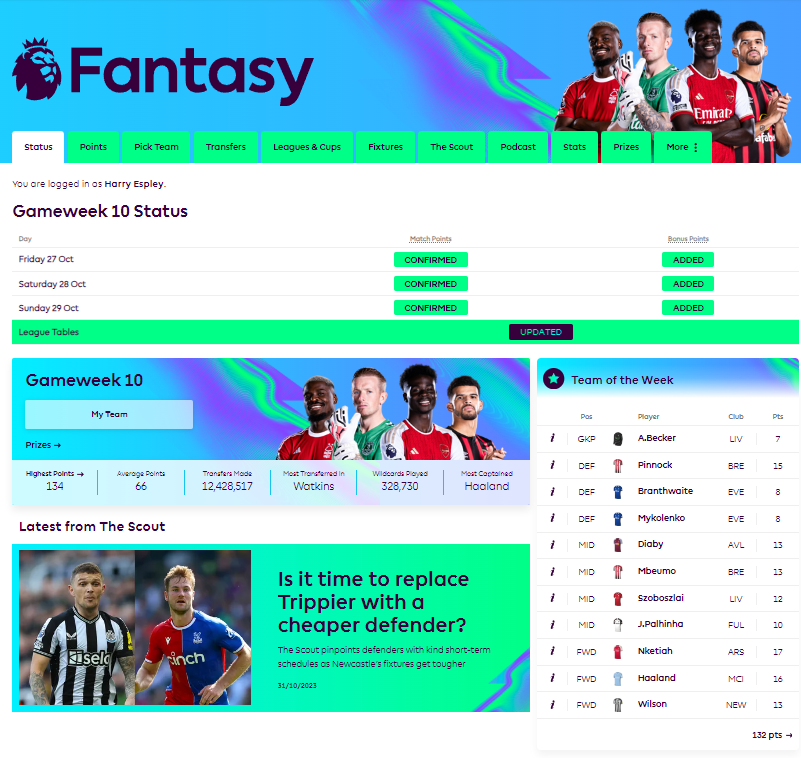 Fantasy
Status
Points
Pick Team
Transfers
Leagues & Cups
Fixtures
The Scout
Podcast
Stats
Prizes
More
You are logged in as Harry Espley.
Gameweek 10 Status
Day Match Points Bonus Points
Friday 27 Oct CONFIRMED ADDED
Saturday 28 Oct CONFIRMED ADDED
Sunday 29 Oct CONFIRMED ADDED
League Tables UPDATED
Gameweek 10
My Team
Prizes →
Highest Points → Average Points Transfers Made Most Transferred In Wildcards Played Most Captained
134 66 12,428,517 Watkins 328,730 Haaland
Latest from The Scout
Is it time to replace
Trippier with a
cheaper defender?
The Scout pinpoints defenders with kind short-term
schedules as Newcastle's fixtures get tougher
31/10/2023
Team of the Week
Pos Player Club Pts
i GKP A.Becker LIV 7
i DEF Pinnock BRE 15
i DEF Branthwaite EVE 8
i DEF Mykolenko EVE 8
i MID Diaby AVL 13
i MID Mbeumo BRE 13
i MID Szoboszlai LIV 12
i MID J.Palhinha FUL 10
i FWD Nketiah ARS 17
i FWD Haaland MCI 16
i FWD Wilson NEW 13
132 pts →